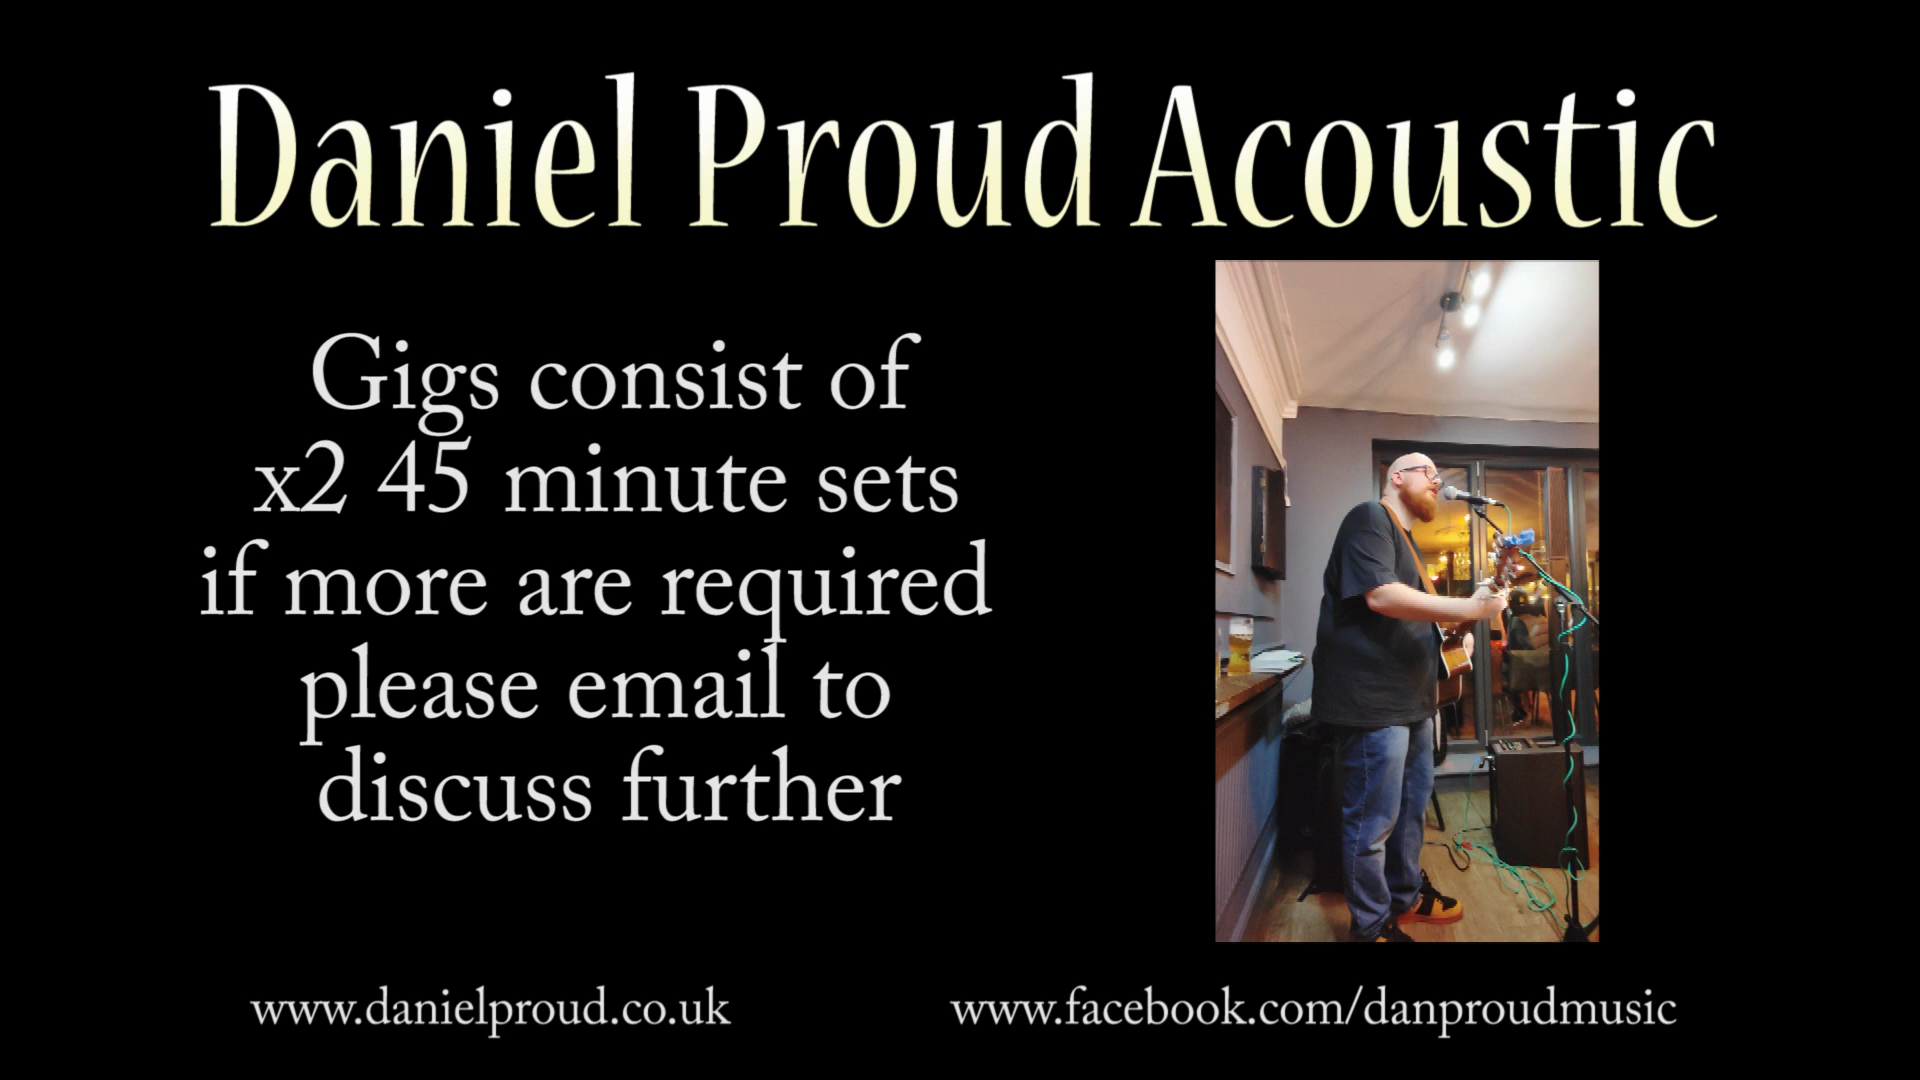 Daniel Proud Acoustic
Gigs consist of
x2 45 minute sets
if more are required
please email to
discuss further
www.danielproud.co.uk
www.facebook.com/danproudmusic